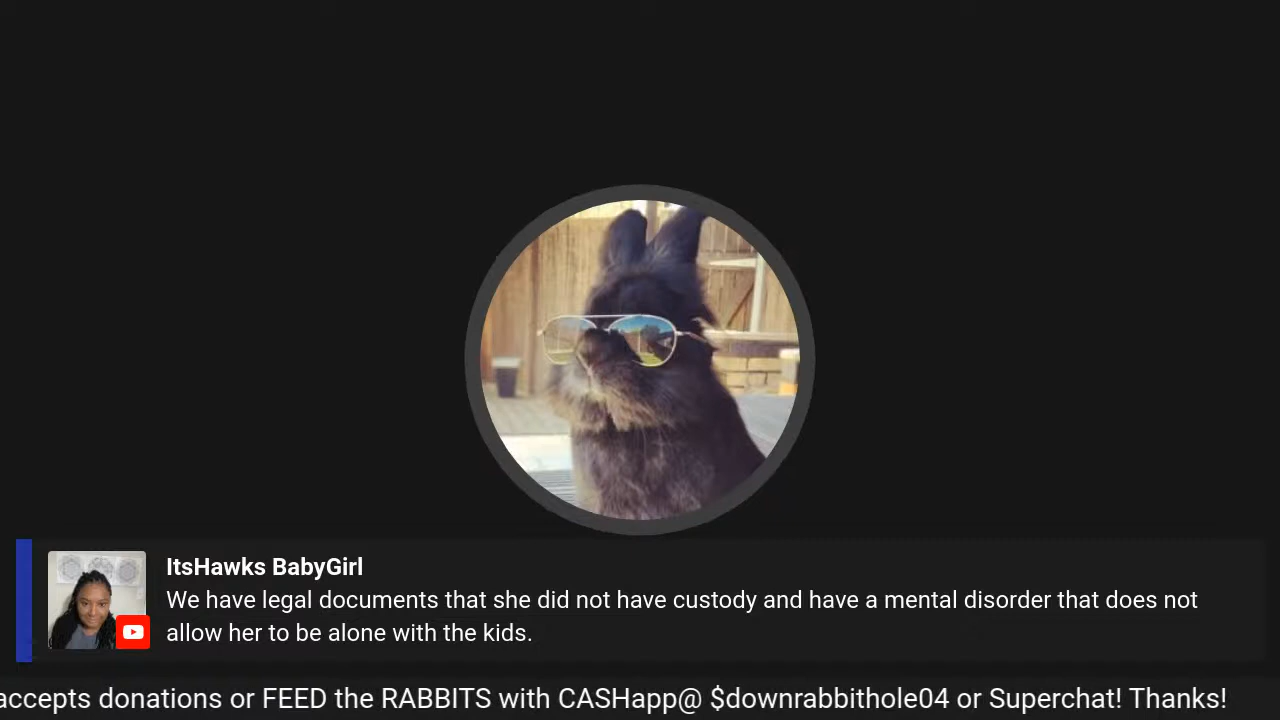 ItsHawks BabyGirl
We have legal documents that she did not have custody and have a mental disorder that does not
allow her to be alone with the kids.
accepts donations or FEED the RABBITS with CASHapp@ $downrabbithole04 or Superchat! Thanks!